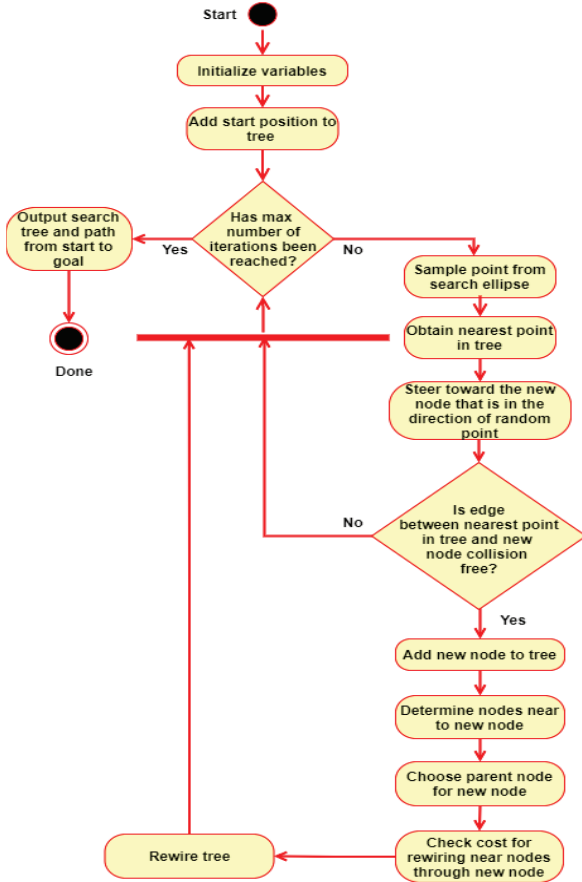 Start
Initialize variables
Add start position to
tree
Has max
number of
iterations been
reached?
Yes
No
Output search
tree and path
from start to
goal
Done
Sample point from
search ellipse
Obtain nearest point
in tree
Steer toward the new
node that is in the
direction of random
point
Is edge
between nearest point
in tree and new
node collision
free?
No
Yes
Add new node to tree
Determine nodes near
to new node
Choose parent node
for new node
Check cost for
rewiring near nodes
through new node
Rewire tree